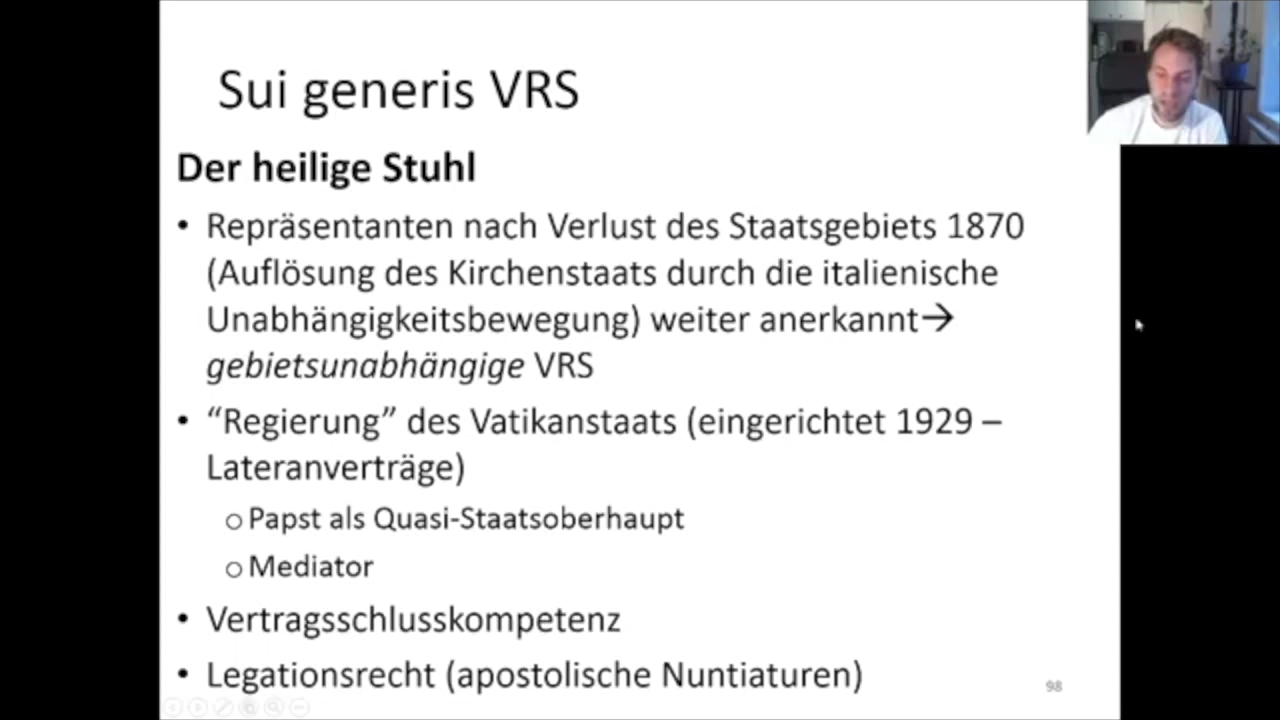 Sui generis VRS
Der heilige Stuhl
• Repräsentanten nach Verlust des Staatsgebiets 1870
(Auflösung des Kirchenstaats durch die italienische
Unabhängigkeitsbewegung) weiter anerkannt→
gebietsunabhängige VRS
• “Regierung” des Vatikanstaats (eingerichtet 1929 –
Lateranverträge)
o Papst als Quasi-Staatsoberhaupt
o Mediator
• Vertragsschlusskompetenz
• Legationsrecht (apostolische Nuntiaturen)
98